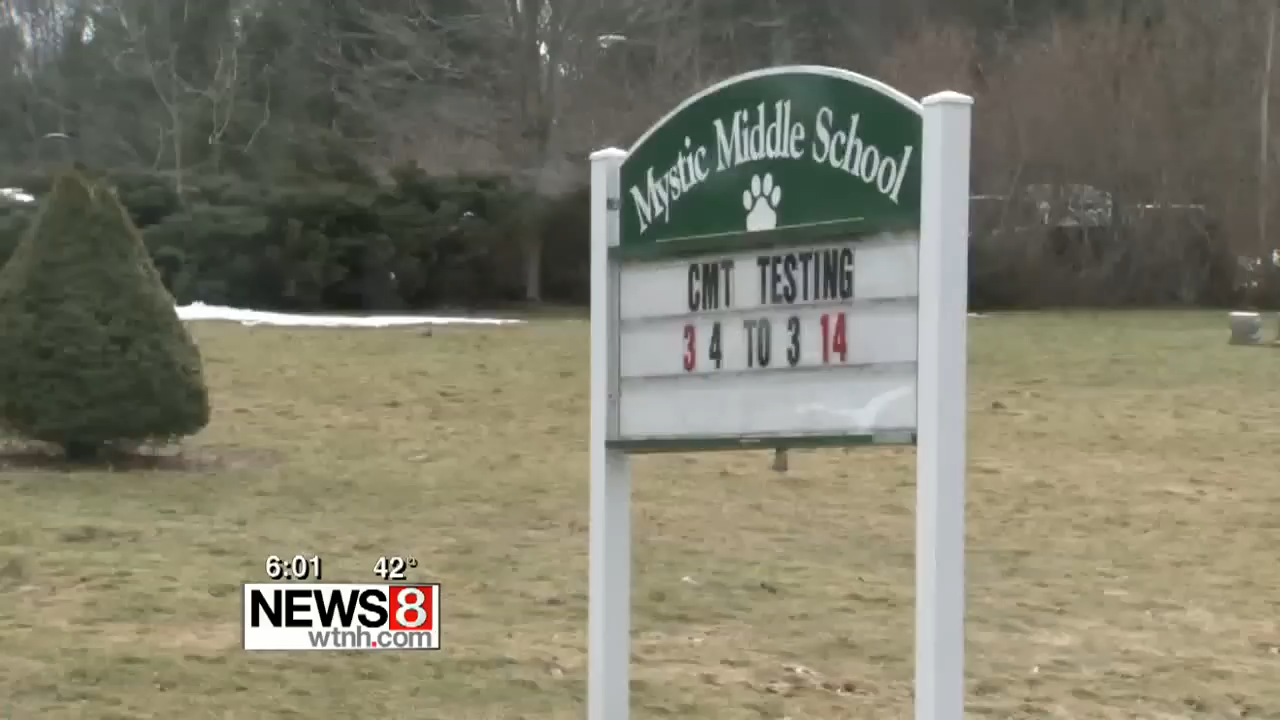 Mystic Middle School
CMT TESTING
3 4 TO 3 14
6:01 42°
NEWS8
wtnh.com